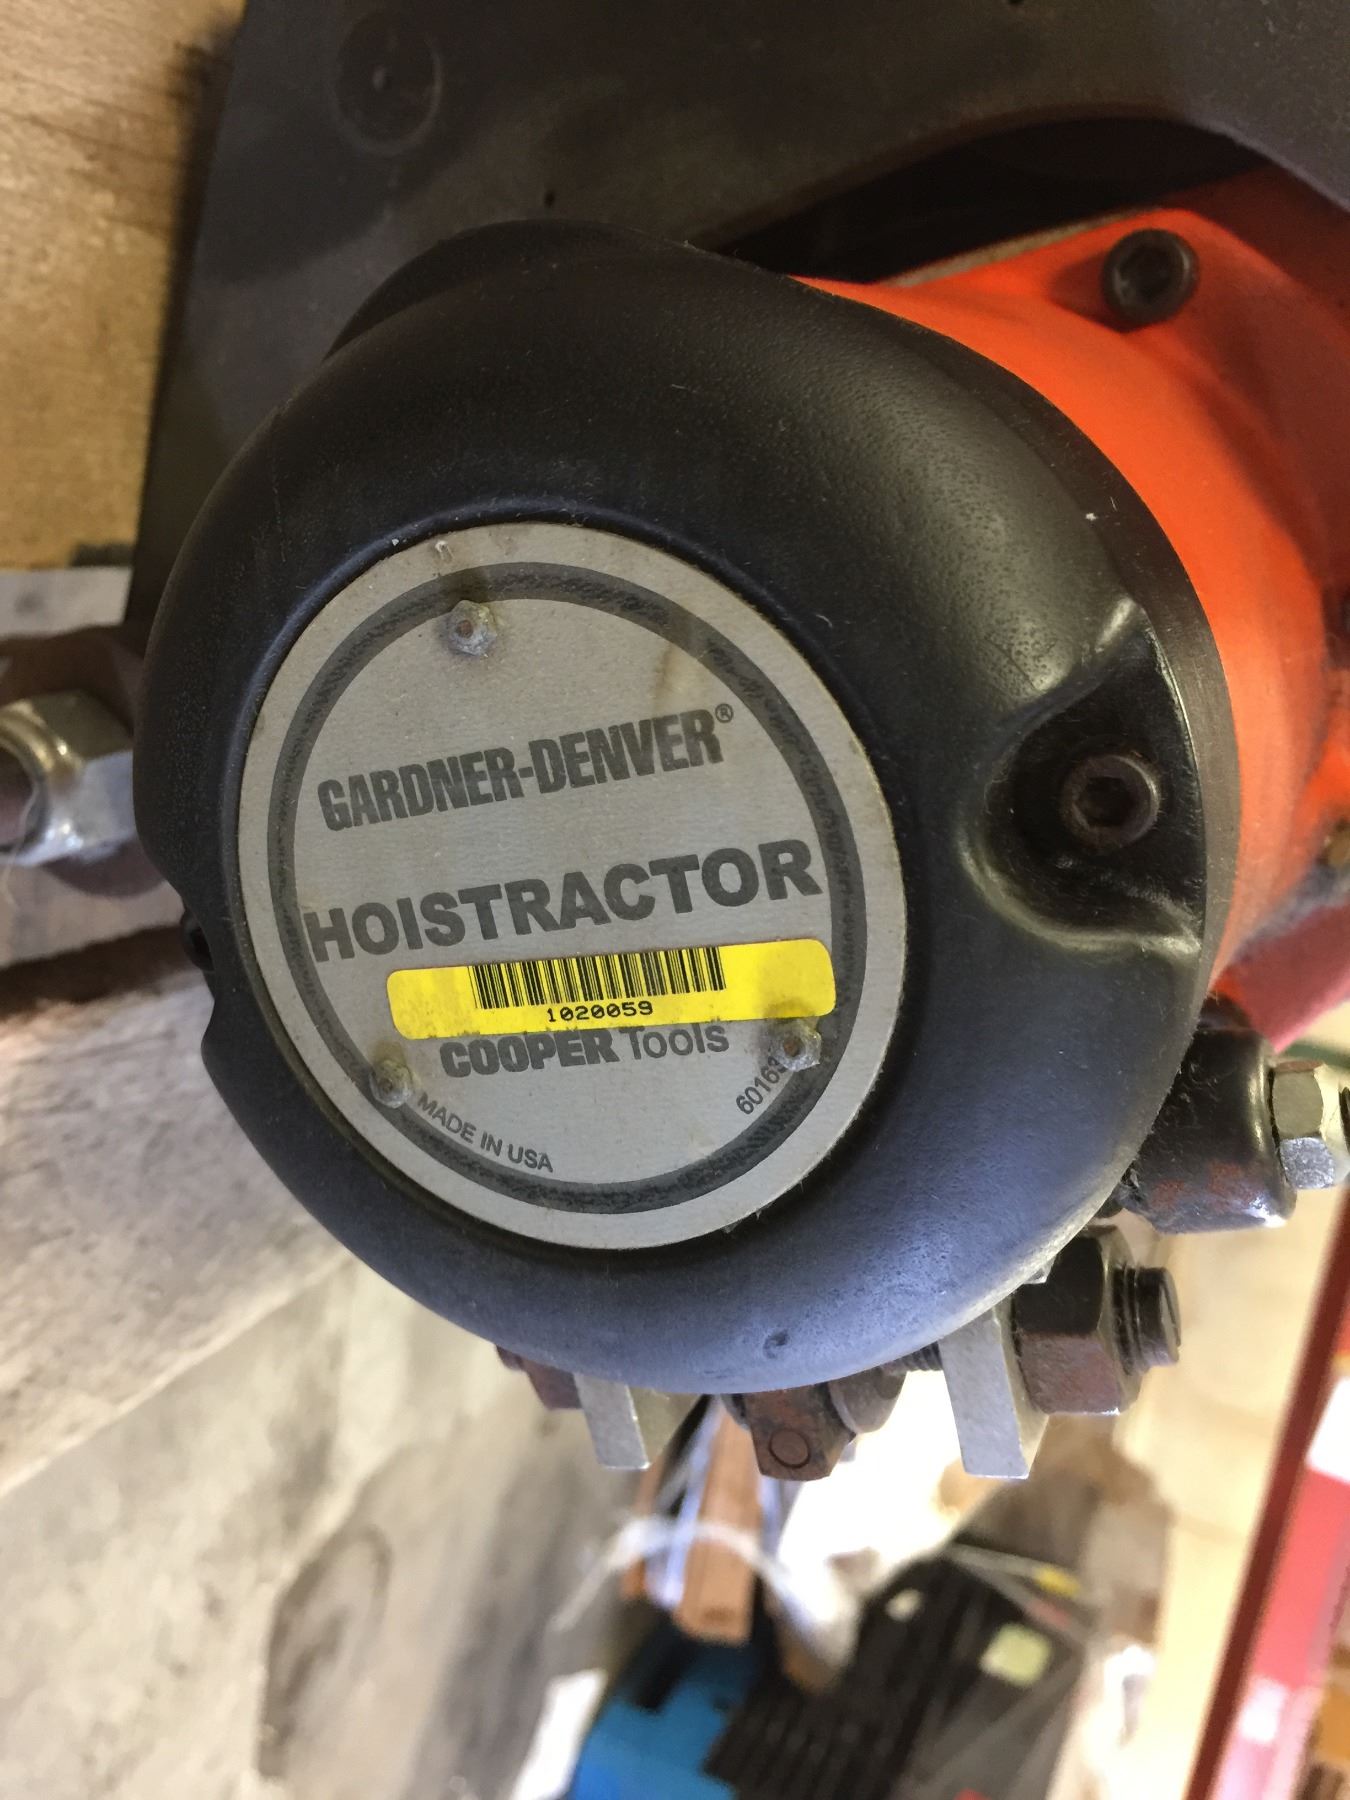 GARDNER-DENVER®
HOISTRACTOR
1020059
COOPER Tools
MADE IN USA